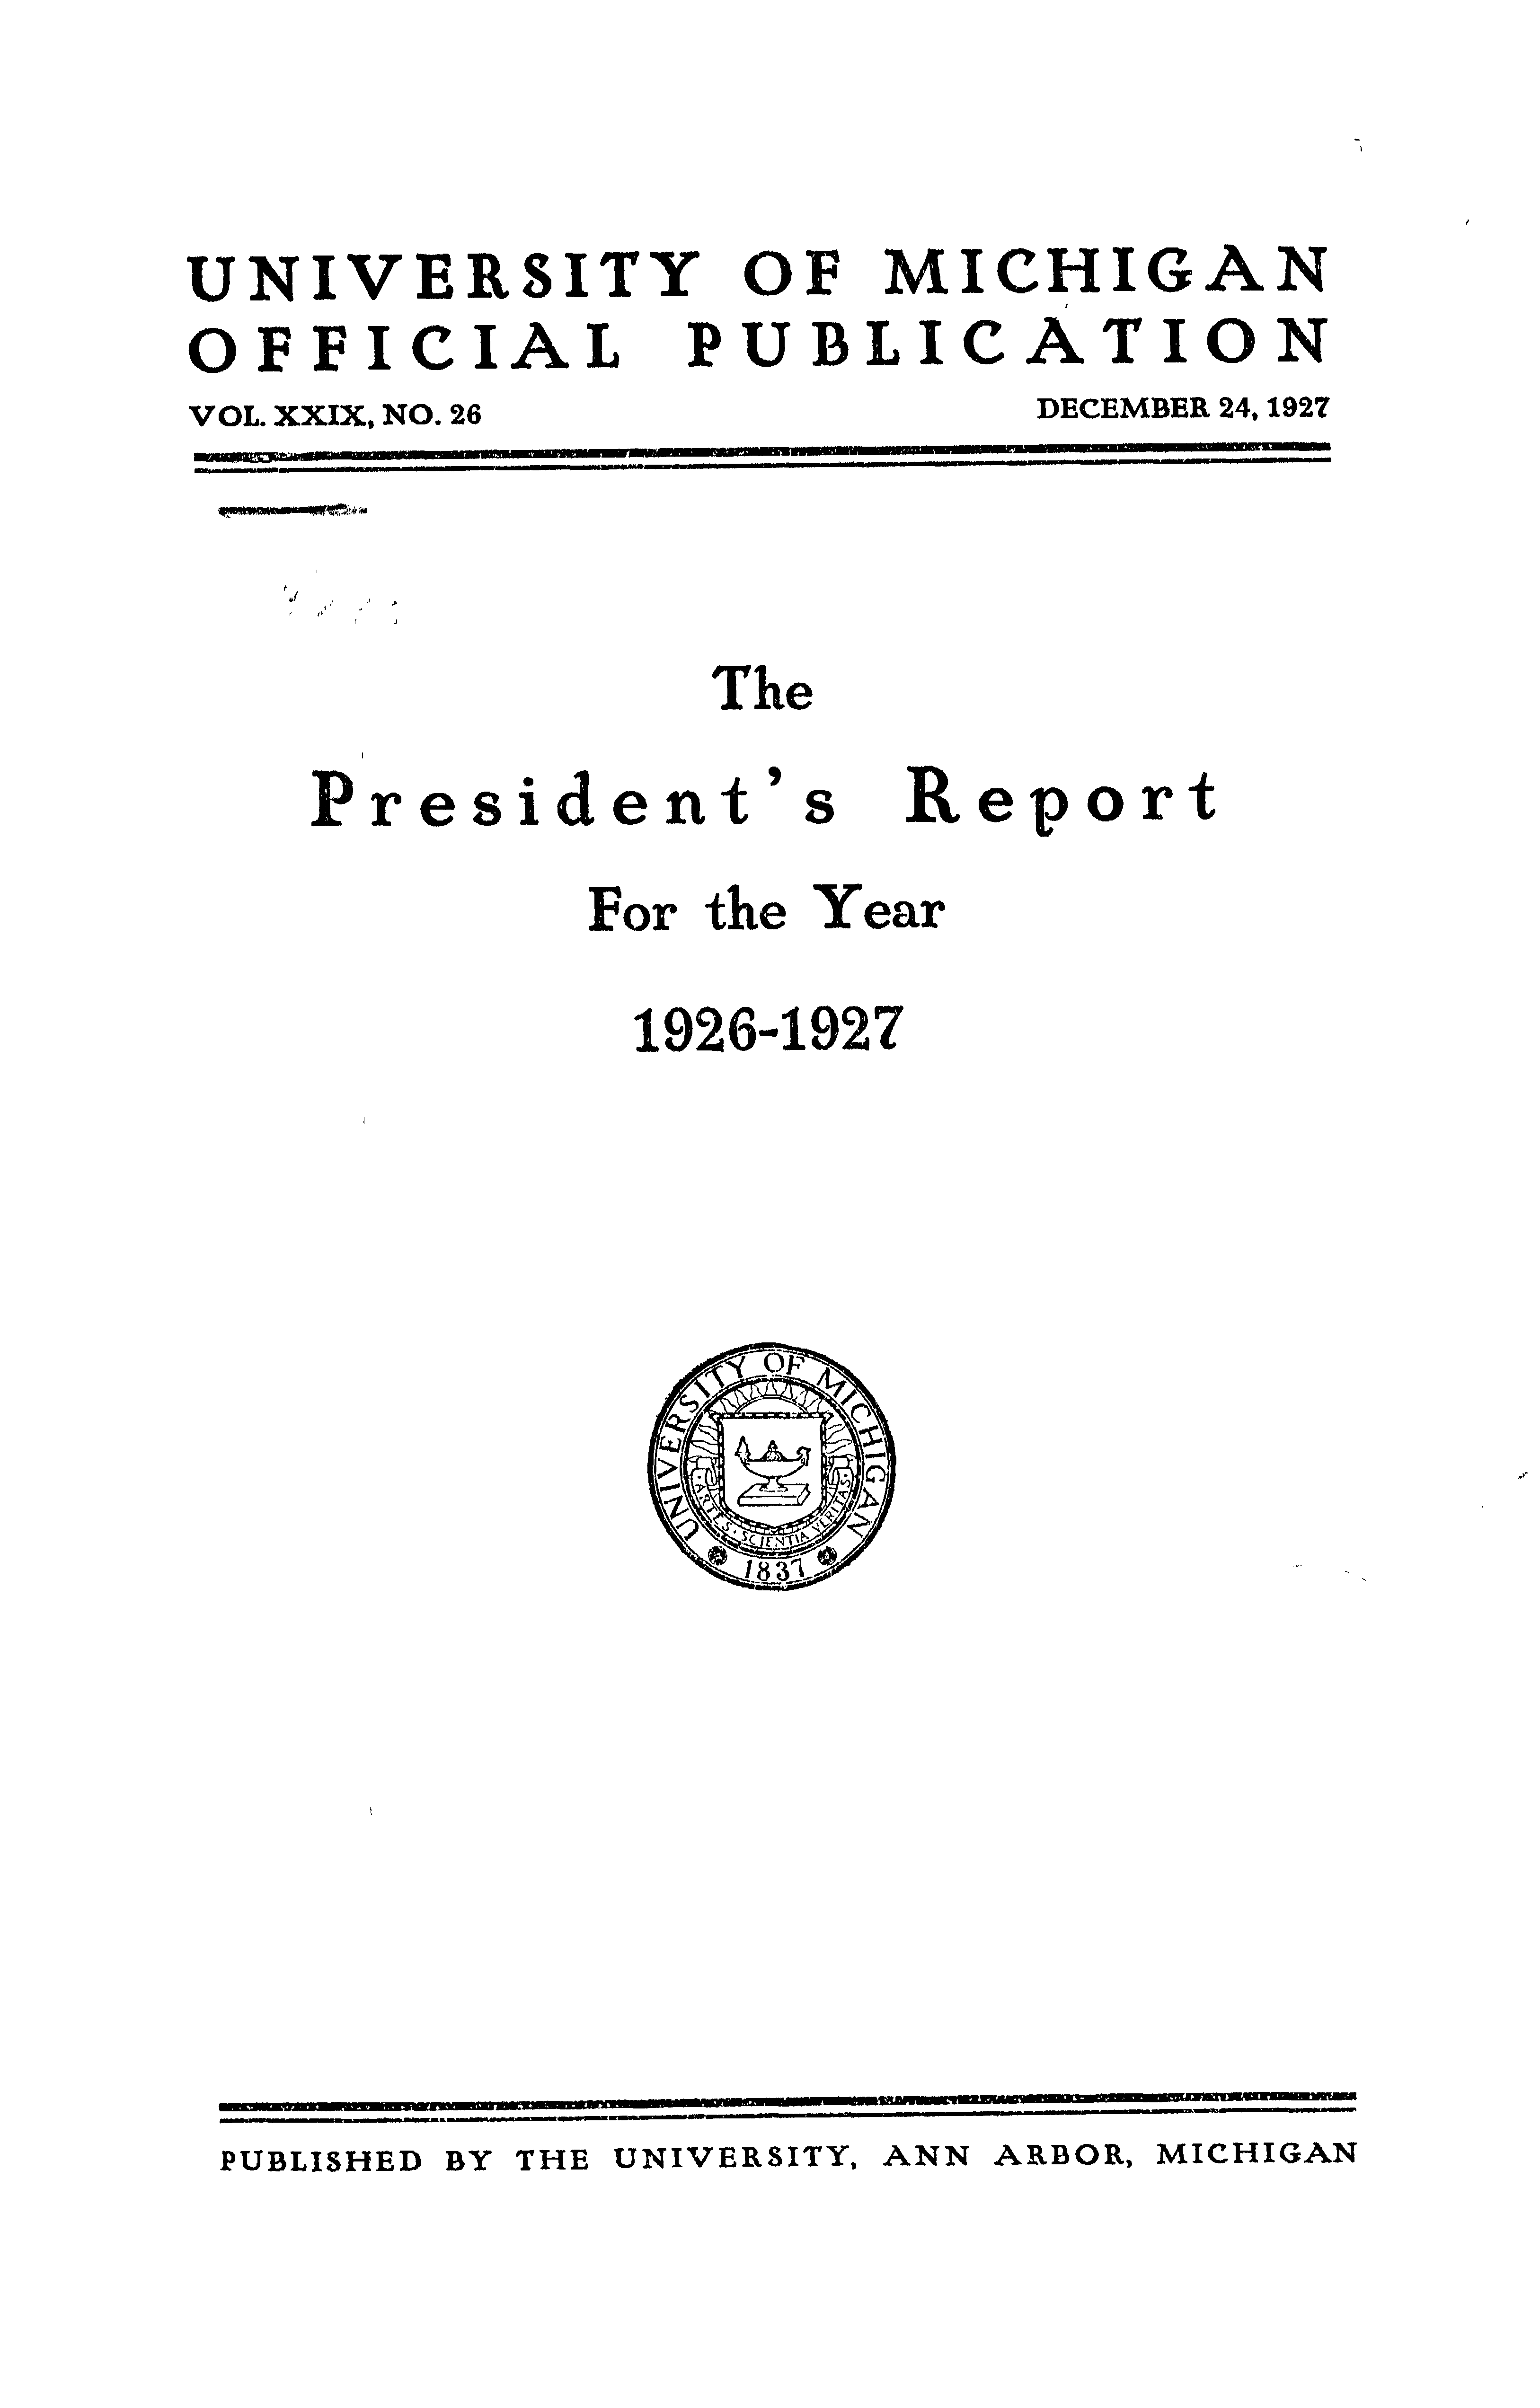 UNIVERSITY OF MICHIGAN
OFFICIAL PUBLICATION
VOL. XXIX, NO. 26 DECEMBER 24, 1927
The
President's Report
For the Year
1926-1927
UNIVERSITY OF MICHIGAN
ARTES · SCIENTIA VERITAS
1837
PUBLISHED BY THE UNIVERSITY, ANN ARBOR, MICHIGAN